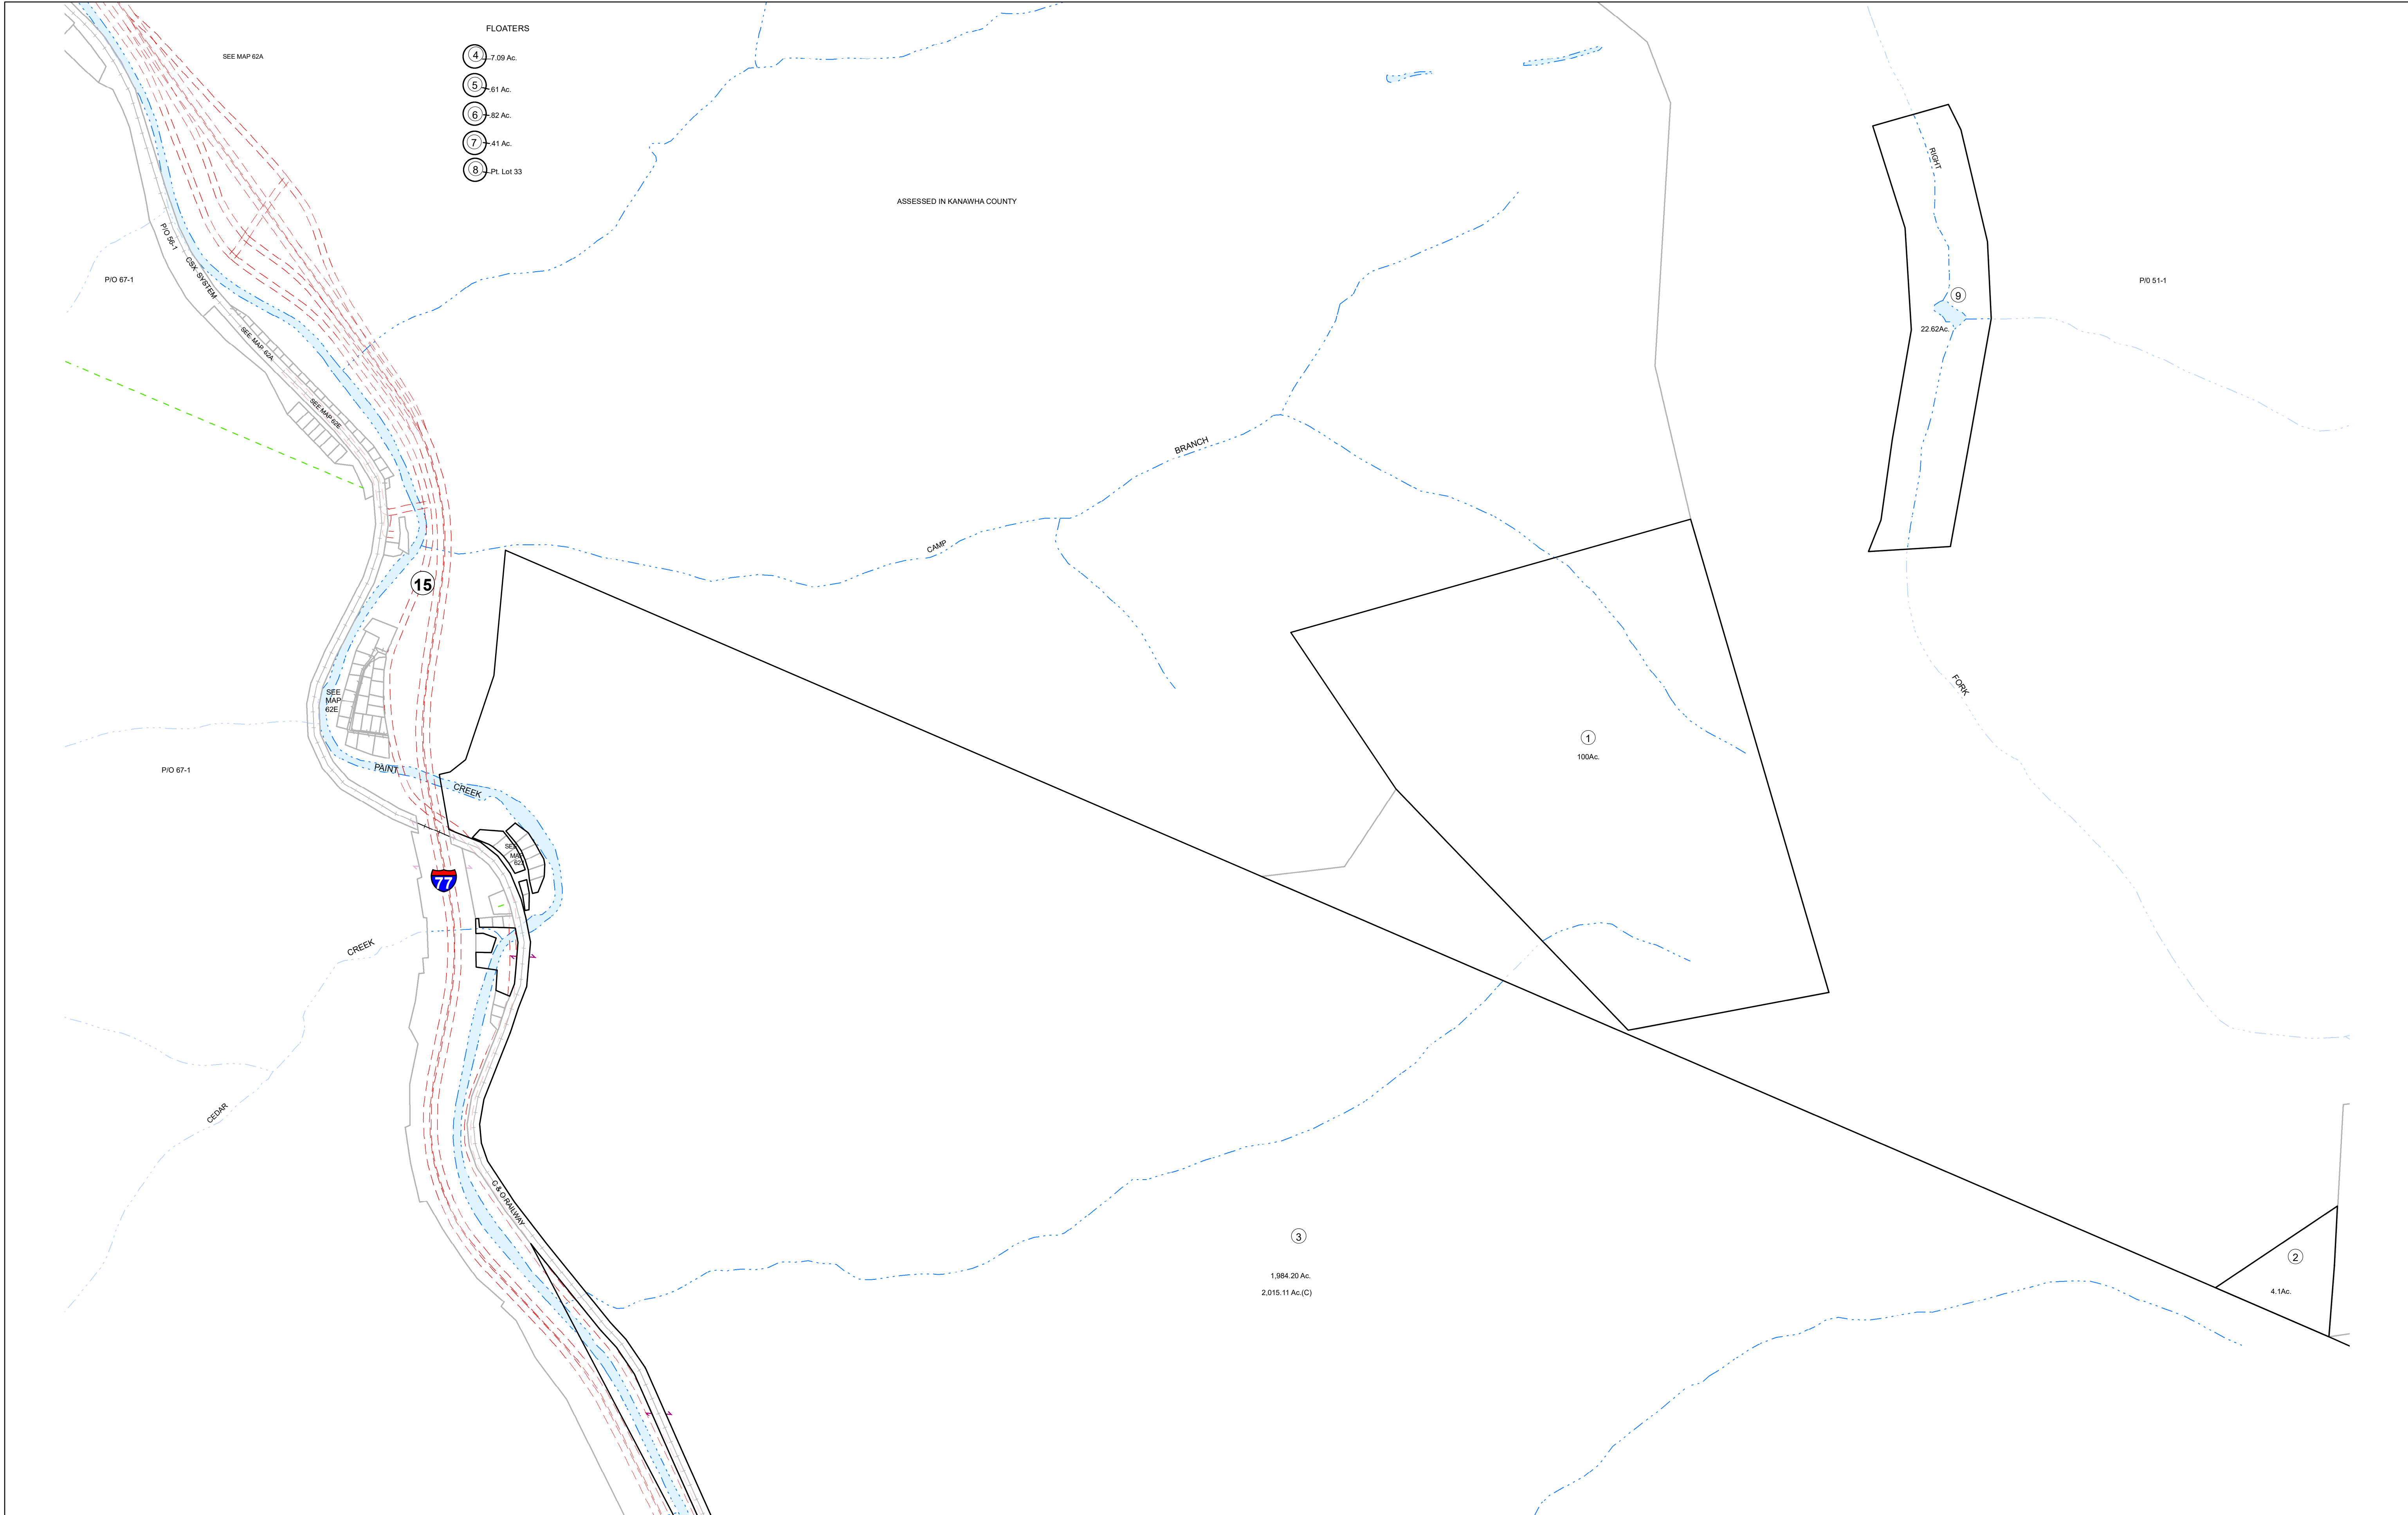 FLOATERS
SEE MAP 62A
4
7.09 Ac.
5
.61 Ac.
6
.82 Ac.
7
.41 Ac.
8
Pt. Lot 33
ASSESSED IN KANAWHA COUNTY
RIGHT
P/O 56-1
CSX SYSTEM
P/O 67-1
P/0 51-1
9
22.62Ac.
SEE MAP 62A
SEE MAP 62E
BRANCH
CAMP
15
SEE
MAP
62E
FORK
1
100Ac.
P/O 67-1
PAINT
CREEK
SEE
MAP
77
CREEK
CEDAR
C & O RAILWAY
3
1,984.20 Ac.
2,015.11 Ac.(C)
2
4.1Ac.